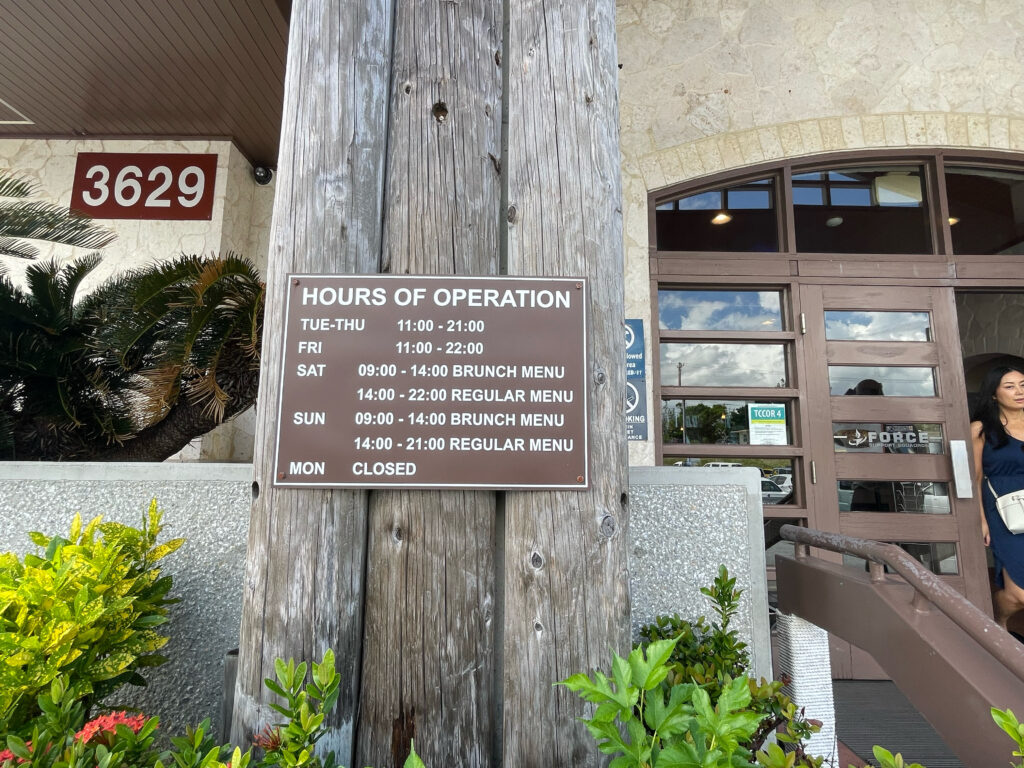 3629
HOURS OF OPERATION
TUE-THU 11:00 - 21:00
FRI 11:00 - 22:00
SAT 09:00 - 14:00 BRUNCH MENU
14:00 - 22:00 REGULAR MENU
SUN 09:00 - 14:00 BRUNCH MENU
14:00 - 21:00 REGULAR MENU
MON CLOSED
TCCOR 4
FORCE
SUPPORT SQUADRON